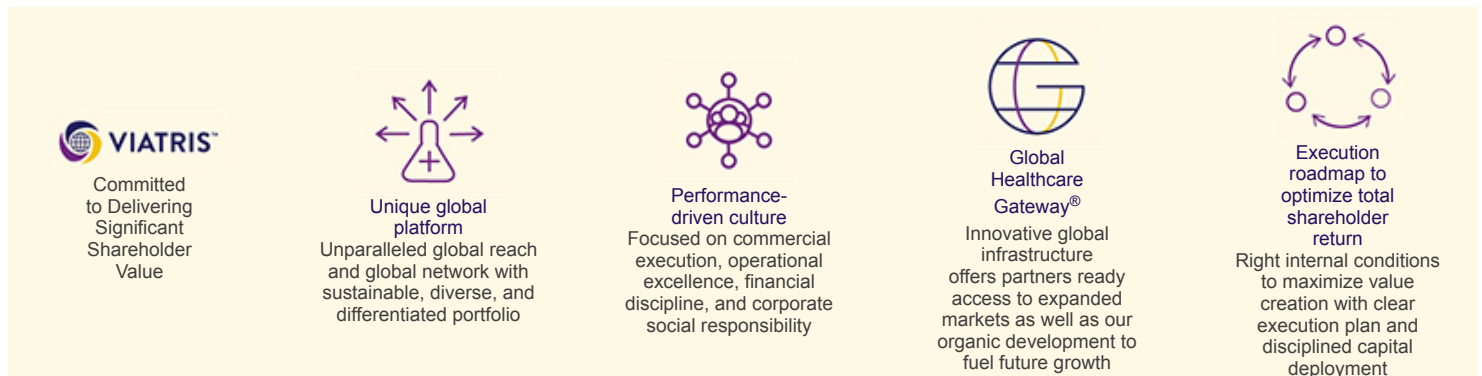 VIATRIS™
Committed
to Delivering
Significant
Shareholder
Value
Unique global
platform
Unparalleled global reach
and global network with
sustainable, diverse, and
differentiated portfolio
Performance-
driven culture
Focused on commercial
execution, operational
excellence, financial
discipline, and corporate
social responsibility
Global
Healthcare
Gateway®
Innovative global
infrastructure
offers partners ready
access to expanded
markets as well as our
organic development to
fuel future growth
Execution
roadmap to
optimize total
shareholder
return
Right internal conditions
to maximize value
creation with clear
execution plan and
disciplined capital
deployment